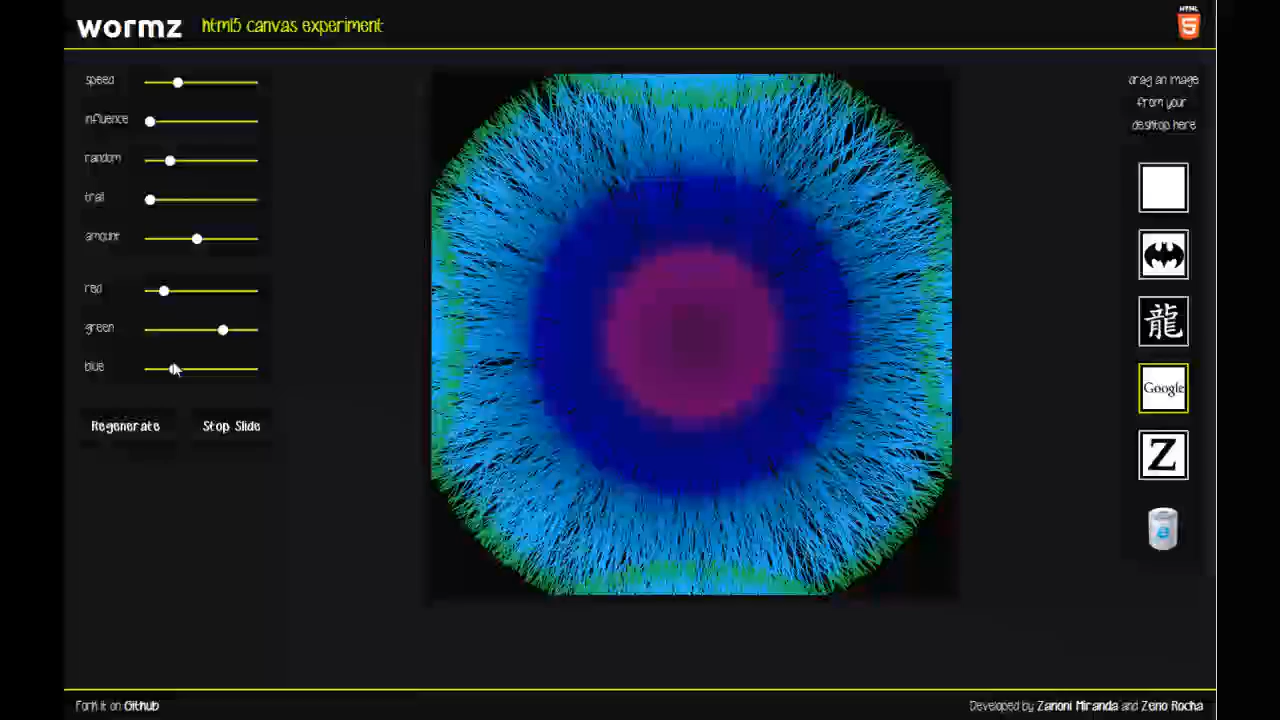 wormz html5 canvas experiment
HTML
5
speed
influence
random
trail
amount
red
green
blue
Regenerate Stop Slide
drag an image
from your
desktop here
龍
Google
Z
Fork it on Github
Developed by Zanoni Miranda and Zeno Rocha